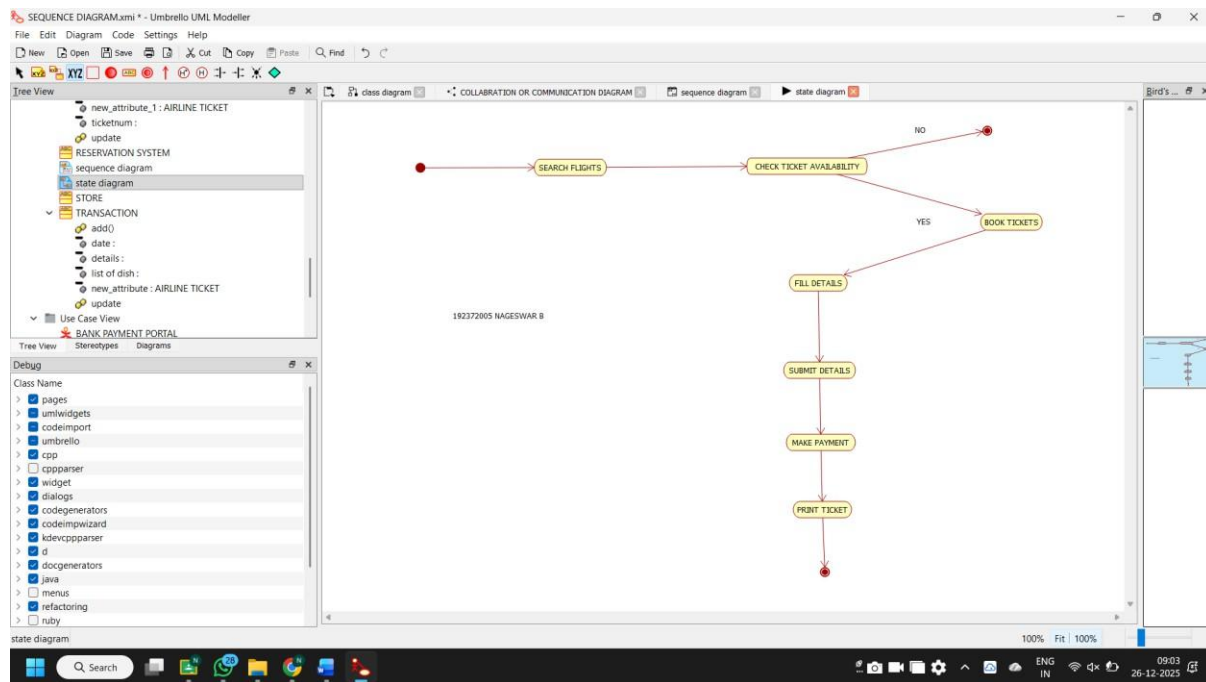 SEQUENCE DIAGRAM.xmi * - Umbrello UML Modeller
File Edit Diagram Code Settings Help
New Open Save Cut Copy Paste Find
XYZ
Tree View
class diagram COLLABRATION OR COMMUNICATION DIAGRAM sequence diagram state diagram
Bird's ...
new_attribute_1 : AIRLINE TICKET
ticketnum :
update
RESERVATION SYSTEM
sequence diagram
state diagram
STORE
TRANSACTION
add()
date :
details :
list of dish :
new_attribute : AIRLINE TICKET
update
Use Case View
BANK PAYMENT PORTAL
Tree View Stereotypes Diagrams
Debug
Class Name
pages
umlwidgets
codeimport
umbrello
cpp
cppparser
widget
dialogs
codegenerators
codeimpwizard
kdevcppparser
d
docgenerators
java
menus
refactoring
ruby
NO
SEARCH FLIGHTS
CHECK TICKET AVAILABILITY
YES
BOOK TICKETS
FILL DETAILS
192372005 NAGESWAR B
SUBMIT DETAILS
MAKE PAYMENT
PRINT TICKET
state diagram
100% Fit 100%
Search
28
ENG
IN
09:03
26-12-2025